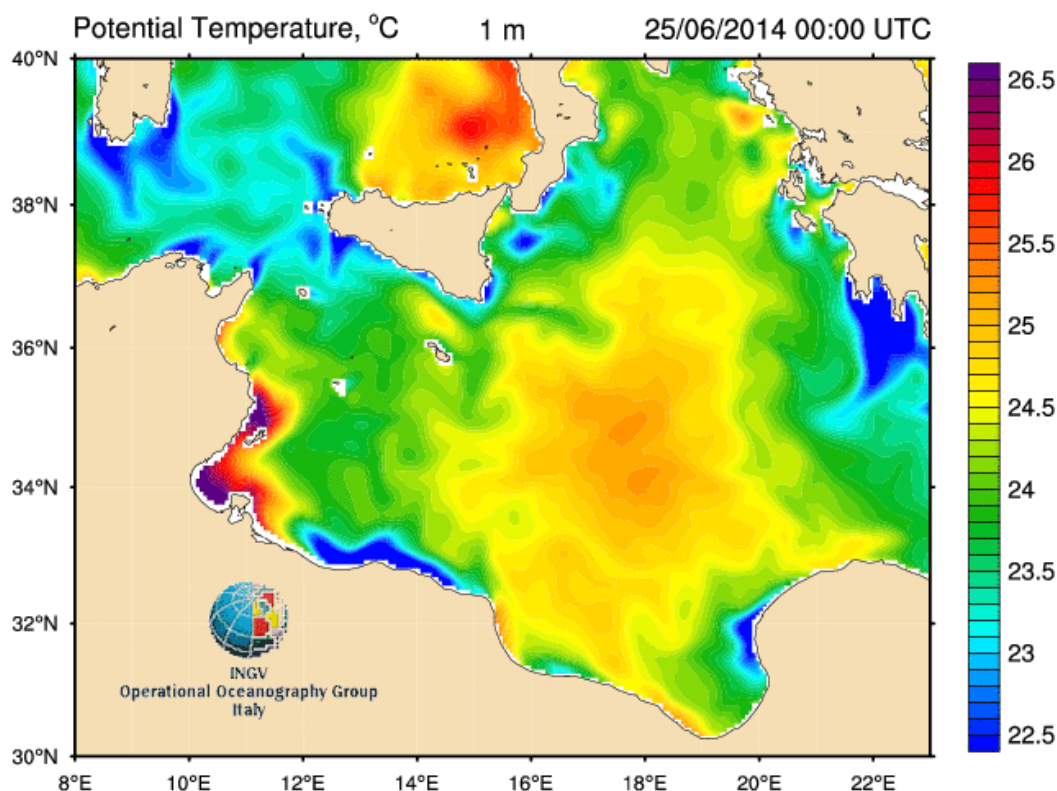 Potential Temperature, °C 1 m 25/06/2014 00:00 UTC
40°N
38°N
36°N
34°N
32°N
30°N
8°E 10°E 12°E 14°E 16°E 18°E 20°E 22°E
26.5
26
25.5
25
24.5
24
23.5
23
22.5
INGV
Operational Oceanography Group
Italy